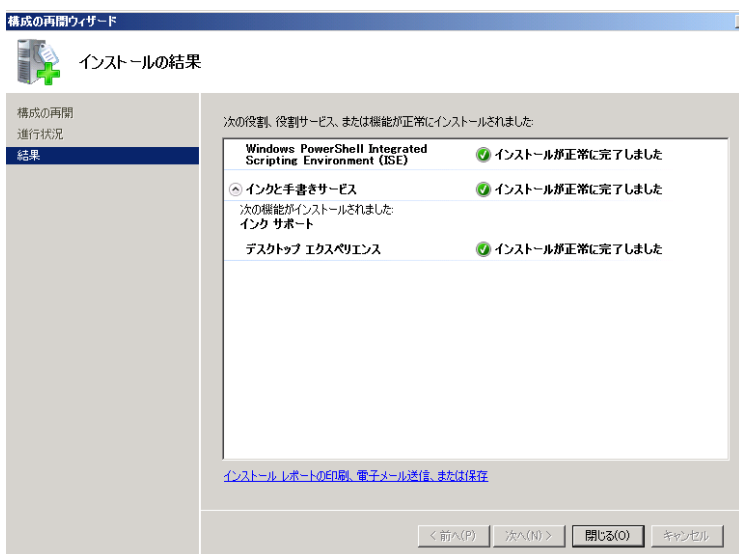 構成の再開ウィザード
インストールの結果
構成の再開
進行状況
結果
次の役割、役割サービス、または機能が正常にインストールされました:
Windows PowerShell Integrated
Scripting Environment (ISE)
インストールが正常に完了しました
インクと手書きサービス
インストールが正常に完了しました
次の機能がインストールされました:
インク サポート
デスクトップ エクスペリエンス
インストールが正常に完了しました
インストール レポートの印刷、電子メール送信、または保存
< 前へ(P)
次へ(N) >
閉じる(O)
キャンセル